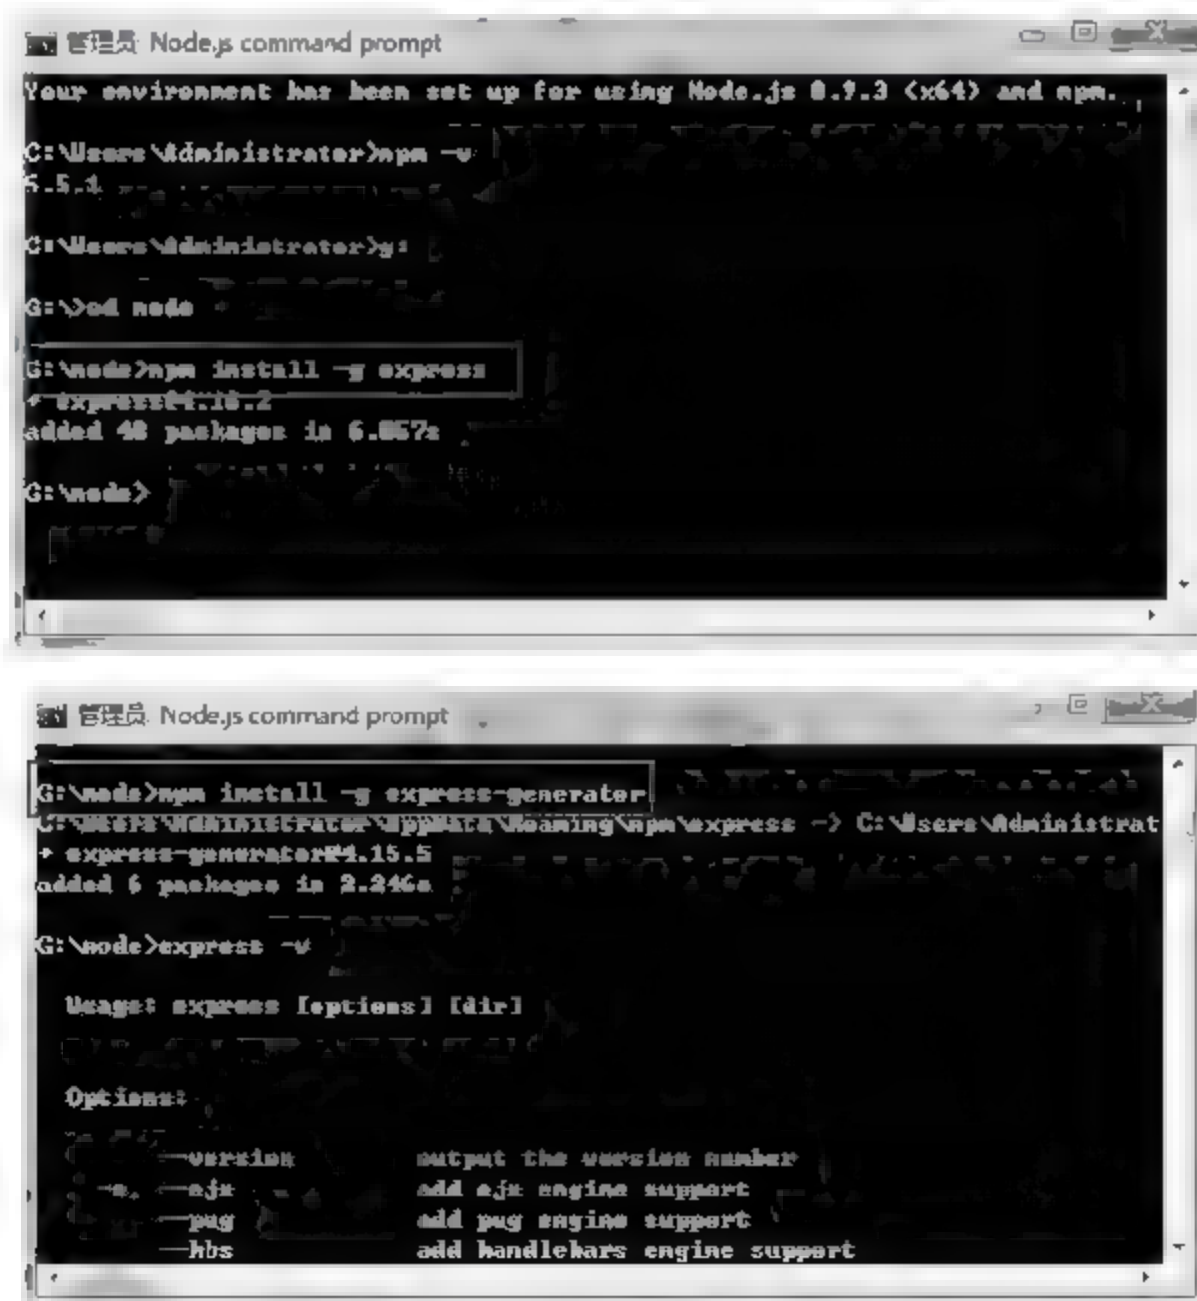 管理员: Node.js command prompt
Your environment has been set up for using Node.js 8.9.3 (x64) and npm.
C:\Users\Administrator>npm -v
5.5.1
C:\Users\Administrator>g:
G:\>cd node
G:\node>npm install -g express
+ express@4.16.2
added 48 packages in 6.857s
G:\node>
管理员: Node.js command prompt
G:\node>npm install -g express-generator
C:\Users\Administrator\AppData\Roaming\npm\express -> C:\Users\Administrat
+ express-generator@4.15.5
added 6 packages in 2.246s
G:\node>express -v
Usage: express [options] [dir]
Options:
--version output the version number
-e, --ejs add ejs engine support
--pug add pug engine support
--hbs add handlebars engine support